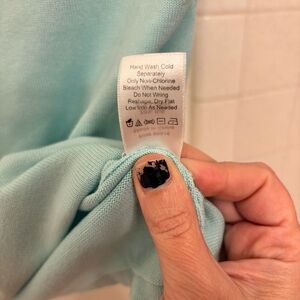 Hand Wash Cold
Separately
Only Non-Chlorine
Bleach When Needed
Do Not Wring
Reshape, Dry Flat
Low Iron As Needed